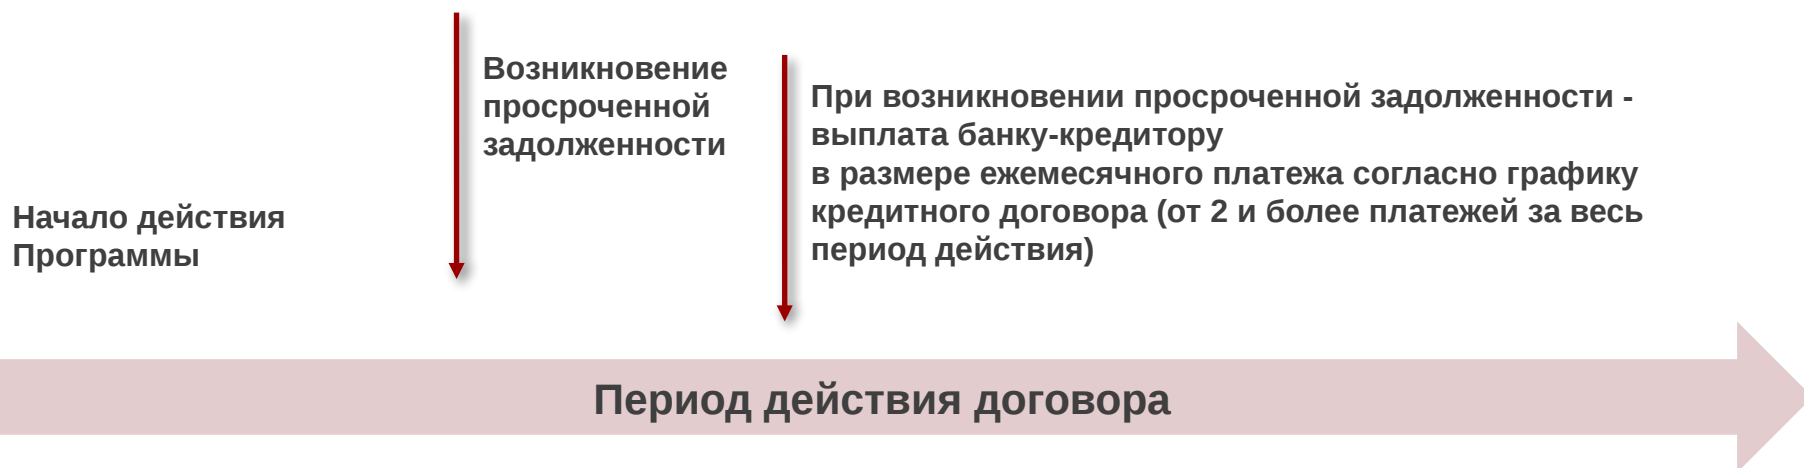 Начало действия
Программы
Возникновение
просроченной
задолженности
При возникновении просроченной задолженности -
выплата банку-кредитору
в размере ежемесячного платежа согласно графику
кредитного договора (от 2 и более платежей за весь
период действия)
Период действия договора